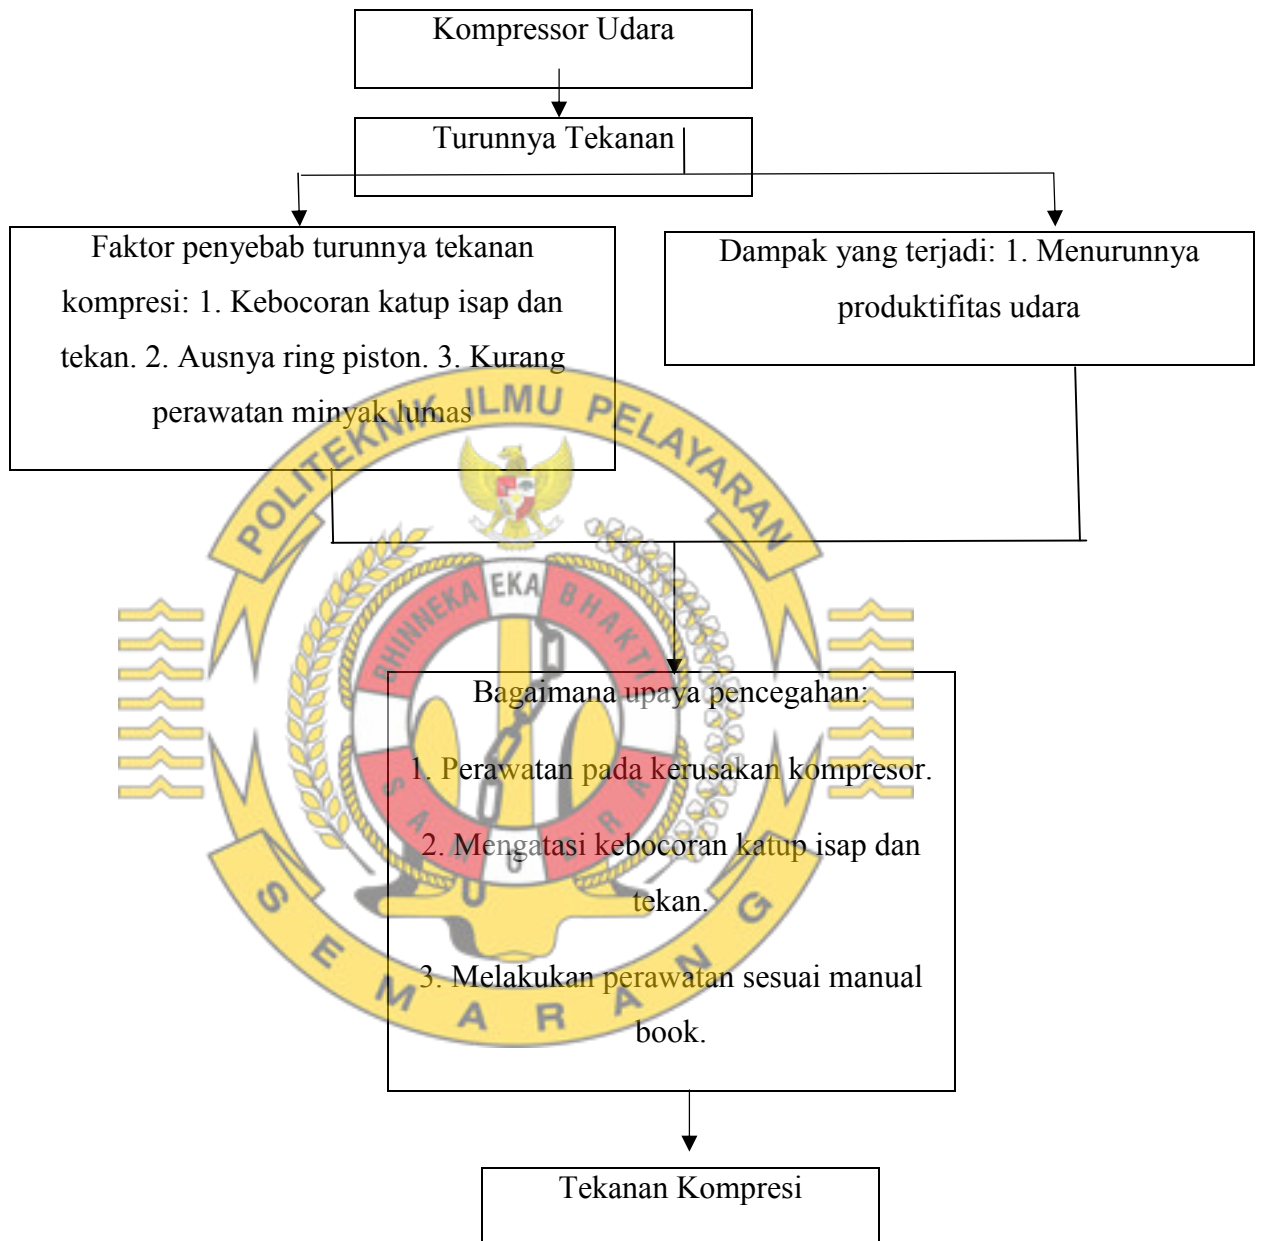 Kompressor Udara
Turunnya Tekanan
Faktor penyebab turunnya tekanan
kompresi: 1. Kebocoran katup isap dan
tekan. 2. Ausnya ring piston. 3. Kurang
perawatan minyak lumas
Dampak yang terjadi: 1. Menurunnya
produktifitas udara
POLITEKNIK ILMU PELAYARAN
BHINNEKA EKA BHAKTI
SAMUDRA
SEMARANG
Bagaimana upaya pencegahan:
1. Perawatan pada kerusakan kompresor.
2. Mengatasi kebocoran katup isap dan
tekan.
3. Melakukan perawatan sesuai manual
book.
Tekanan Kompresi